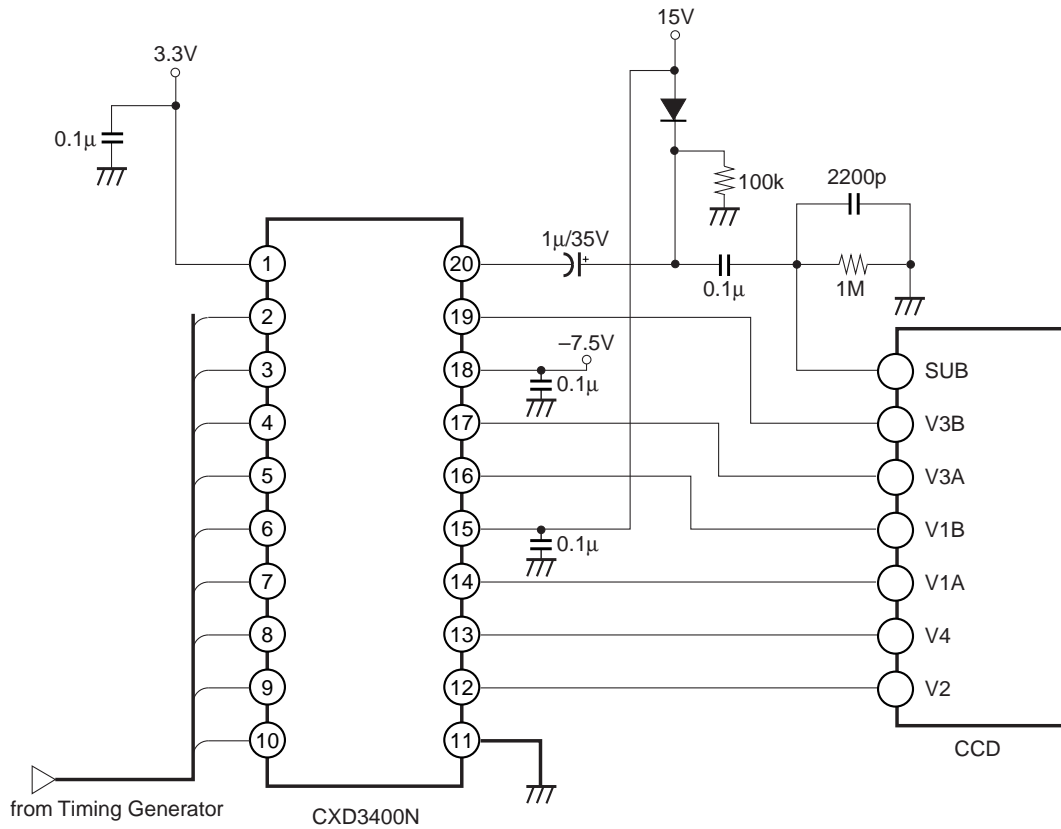 15V
3.3V
0.1μ
100k
2200p
1μ/35V
+
0.1μ
1M
1
20
2
19
–7.5V
3
18
0.1μ
SUB
4
17
V3B
5
16
V3A
6
15
0.1μ
V1B
7
14
V1A
8
13
V4
9
12
V2
10
11
CCD
from Timing Generator
CXD3400N